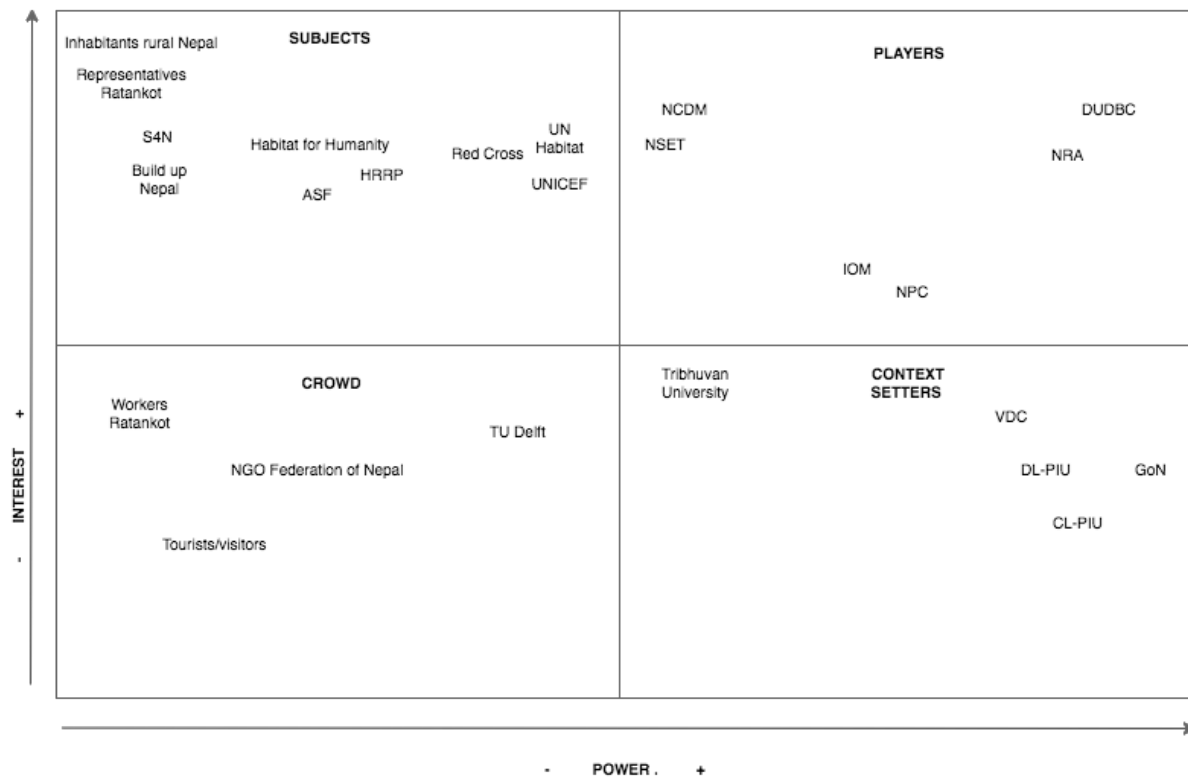 SUBJECTS
Inhabitants rural Nepal
Representatives
Ratankot
S4N
Build up
Nepal
Habitat for Humanity
HRRP
ASF
Red Cross
UN
Habitat
UNICEF
PLAYERS
NCDM
NSET
DUDBC
NRA
IOM
NPC
CROWD
Workers
Ratankot
TU Delft
NGO Federation of Nepal
Tourists/visitors
CONTEXT
SETTERS
Tribhuvan
University
VDC
DL-PIU
GoN
CL-PIU
- INTEREST +
- POWER . +